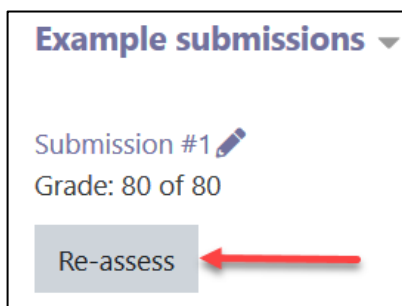 Example submissions
Submission #1
Grade: 80 of 80
Re-assess